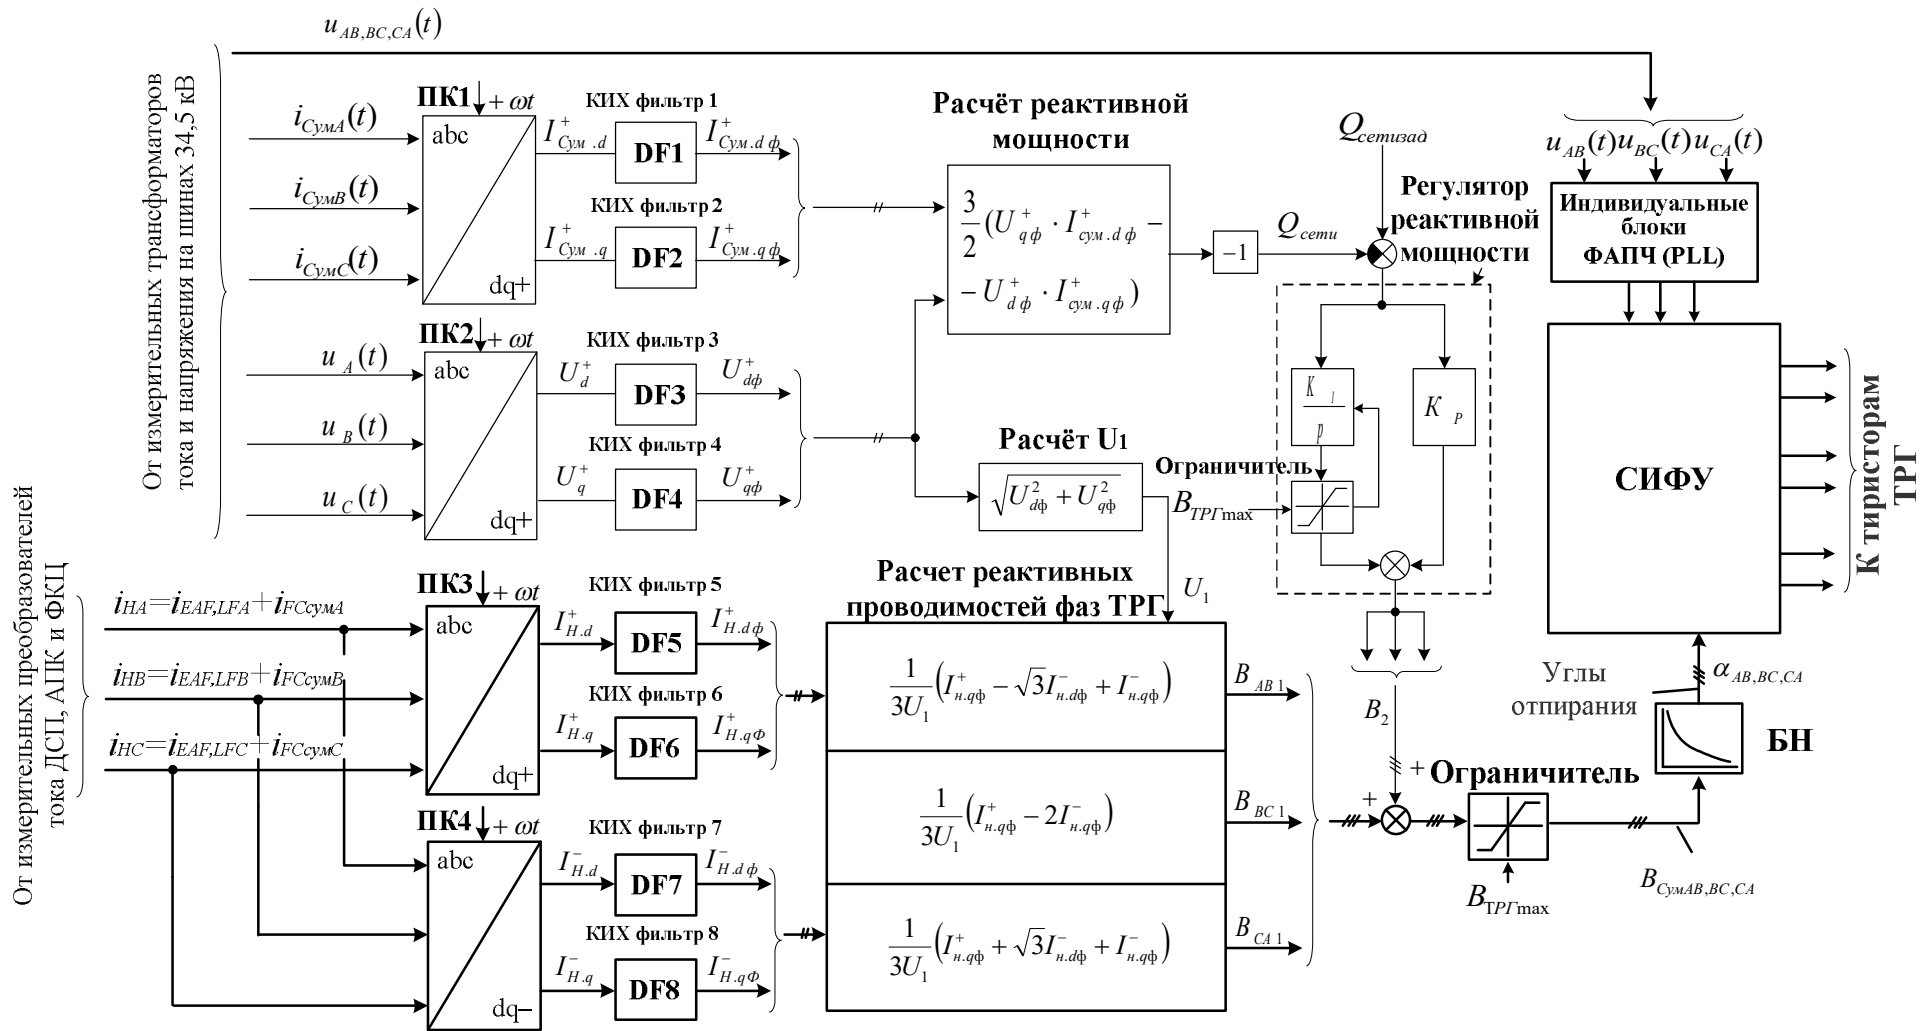 u_{AB,BC,CA}(t)
От измерительных трансформаторов
тока и напряжения на шинах 34,5 кВ
i_{СумA}(t)
i_{СумB}(t)
i_{СумC}(t)
ПК1
+ ωt
abc
dq+
I^{+}_{Сум.d}
I^{+}_{Сум.q}
КИХ фильтр 1
DF1
I^{+}_{Сум.dф}
КИХ фильтр 2
DF2
I^{+}_{Сум.qф}
u_A(t)
u_B(t)
u_C(t)
ПК2
+ ωt
abc
dq+
U^{+}_{d}
U^{+}_{q}
КИХ фильтр 3
DF3
U^{+}_{dф}
КИХ фильтр 4
DF4
U^{+}_{qф}
Расчёт реактивной
мощности
3/2 (U^{+}_{qф} · I^{+}_{сум.dф} −
− U^{+}_{dф} · I^{+}_{сум.qф})
−1
Q_{сети}
Q_{сетизад}
Регулятор
реактивной
мощности
K_I
p
K_P
Ограничитель
B_{ТРГmax}
Расчёт U1
√(U^{2}_{dф} + U^{2}_{qф})
U_1
От измерительных преобразователей
тока ДСП, АПК и ФКЦ
i_{HA}=i_{EAF,LFA}+i_{FCсумA}
i_{HB}=i_{EAF,LFB}+i_{FCсумB}
i_{HC}=i_{EAF,LFC}+i_{FCсумC}
ПК3
+ ωt
abc
dq+
I^{+}_{H.d}
I^{+}_{H.q}
КИХ фильтр 5
DF5
I^{+}_{H.dф}
КИХ фильтр 6
DF6
I^{+}_{H.qФ}
ПК4
+ ωt
abc
dq−
I^{−}_{H.d}
I^{−}_{H.q}
КИХ фильтр 7
DF7
I^{−}_{H.dф}
КИХ фильтр 8
DF8
I^{−}_{H.qФ}
Расчет реактивных
проводимостей фаз ТРГ
1/(3U_1) (I^{+}_{н.qф} − √3I^{−}_{н.dф} + I^{−}_{н.qф})
1/(3U_1) (I^{+}_{н.qф} − 2I^{−}_{н.qф})
1/(3U_1) (I^{+}_{н.qф} + √3I^{−}_{н.dф} + I^{−}_{н.qф})
B_{AB1}
B_{BC1}
B_{CA1}
B_2
+
+
Ограничитель
B_{ТРГmax}
B_{СумAB,BC,CA}
БН
Углы
отпирания
α_{AB,BC,CA}
u_{AB}(t) u_{BC}(t) u_{CA}(t)
Индивидуальные
блоки
ФАПЧ (PLL)
СИФУ
К тиристорам
ТРГ